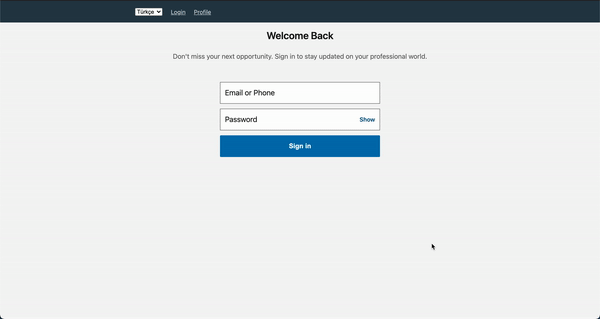 Türkçe Login Profile
Welcome Back
Don't miss your next opportunity. Sign in to stay updated on your professional world.
Email or Phone
Password Show
Sign in